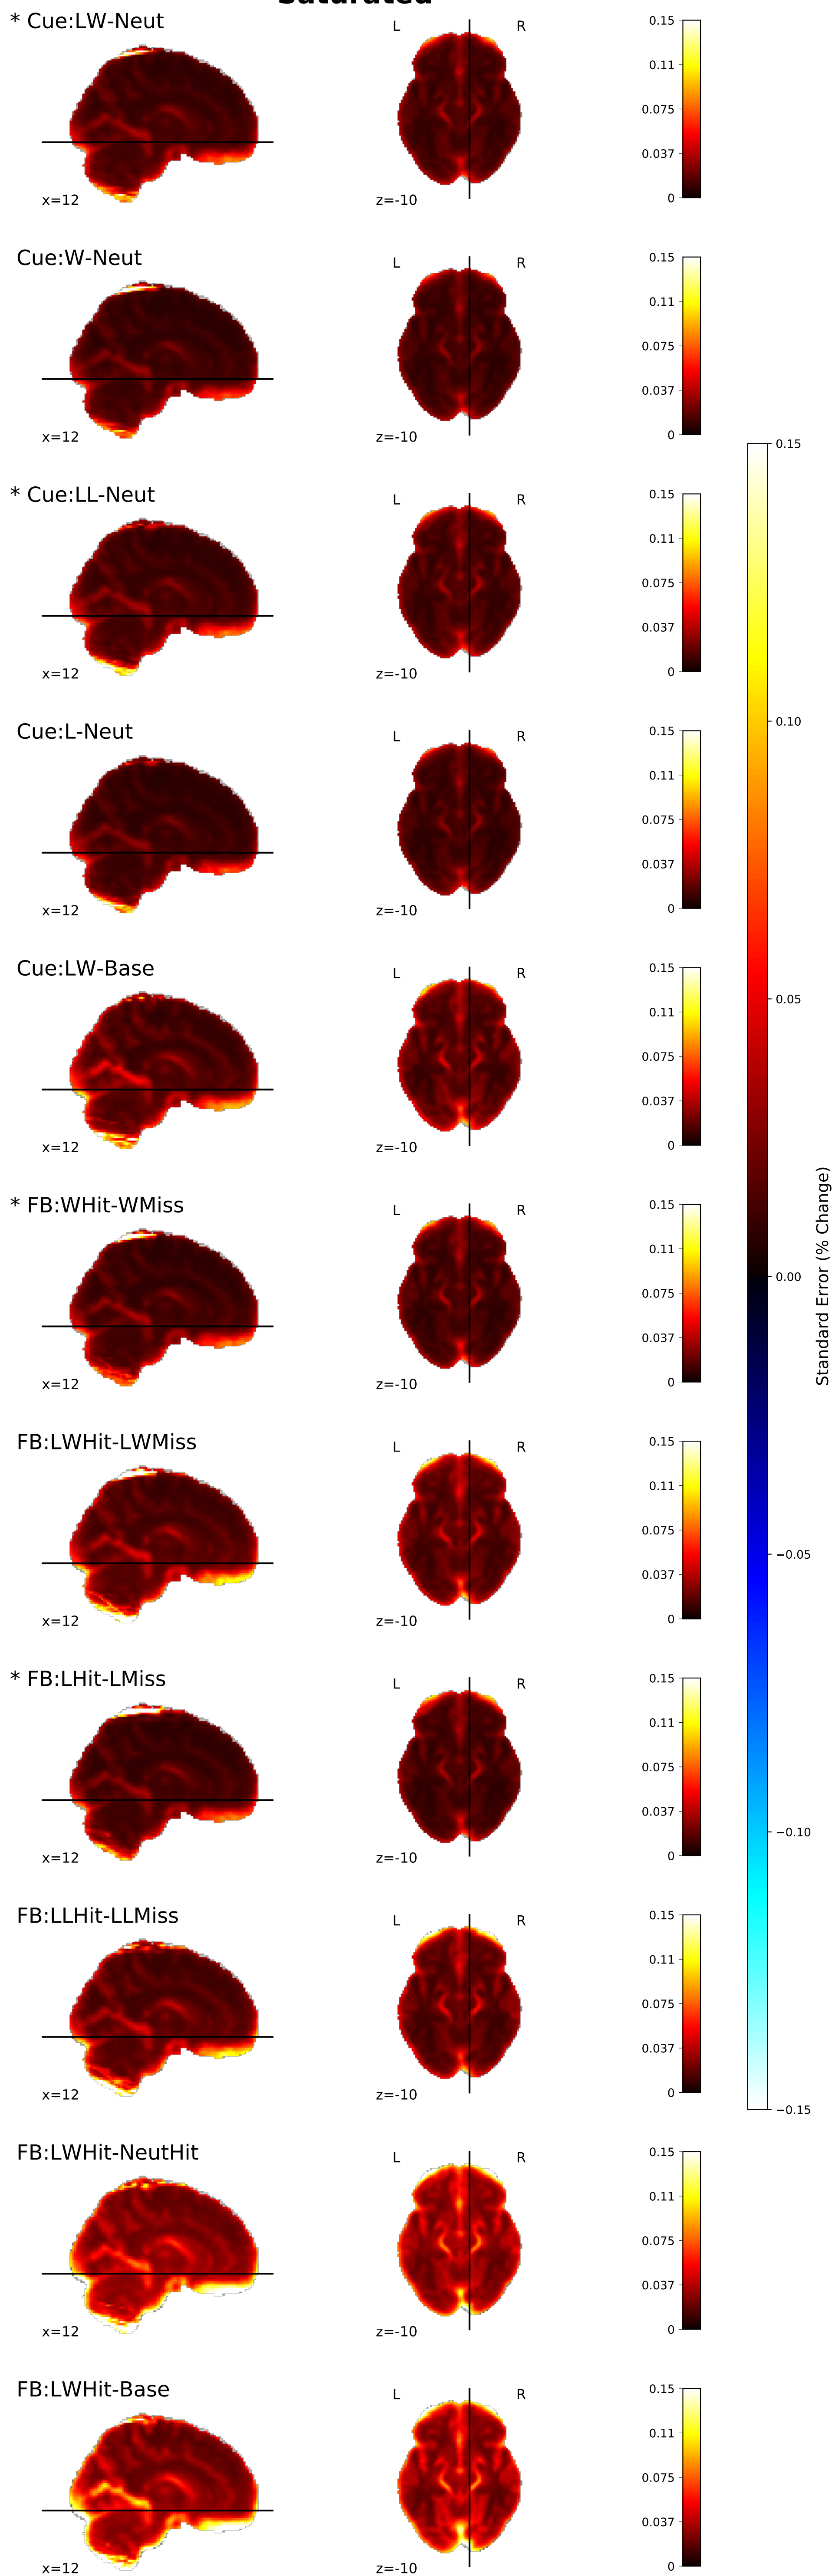 Saturated
* Cue:LW-Neut
L
R
x=12
z=-10
0.15
0.11
0.075
0.037
0
Cue:W-Neut
L
R
x=12
z=-10
0.15
0.11
0.075
0.037
0
* Cue:LL-Neut
L
R
x=12
z=-10
0.15
0.11
0.075
0.037
0
Cue:L-Neut
L
R
x=12
z=-10
0.15
0.11
0.075
0.037
0
Cue:LW-Base
L
R
x=12
z=-10
0.15
0.11
0.075
0.037
0
* FB:WHit-WMiss
L
R
x=12
z=-10
0.15
0.11
0.075
0.037
0
FB:LWHit-LWMiss
L
R
x=12
z=-10
0.15
0.11
0.075
0.037
0
* FB:LHit-LMiss
L
R
x=12
z=-10
0.15
0.11
0.075
0.037
0
FB:LLHit-LLMiss
L
R
x=12
z=-10
0.15
0.11
0.075
0.037
0
FB:LWHit-NeutHit
L
R
x=12
z=-10
0.15
0.11
0.075
0.037
0
FB:LWHit-Base
L
R
x=12
z=-10
0.15
0.11
0.075
0.037
0
0.15
0.10
0.05
0.00
−0.05
−0.10
−0.15
Standard Error (% Change)